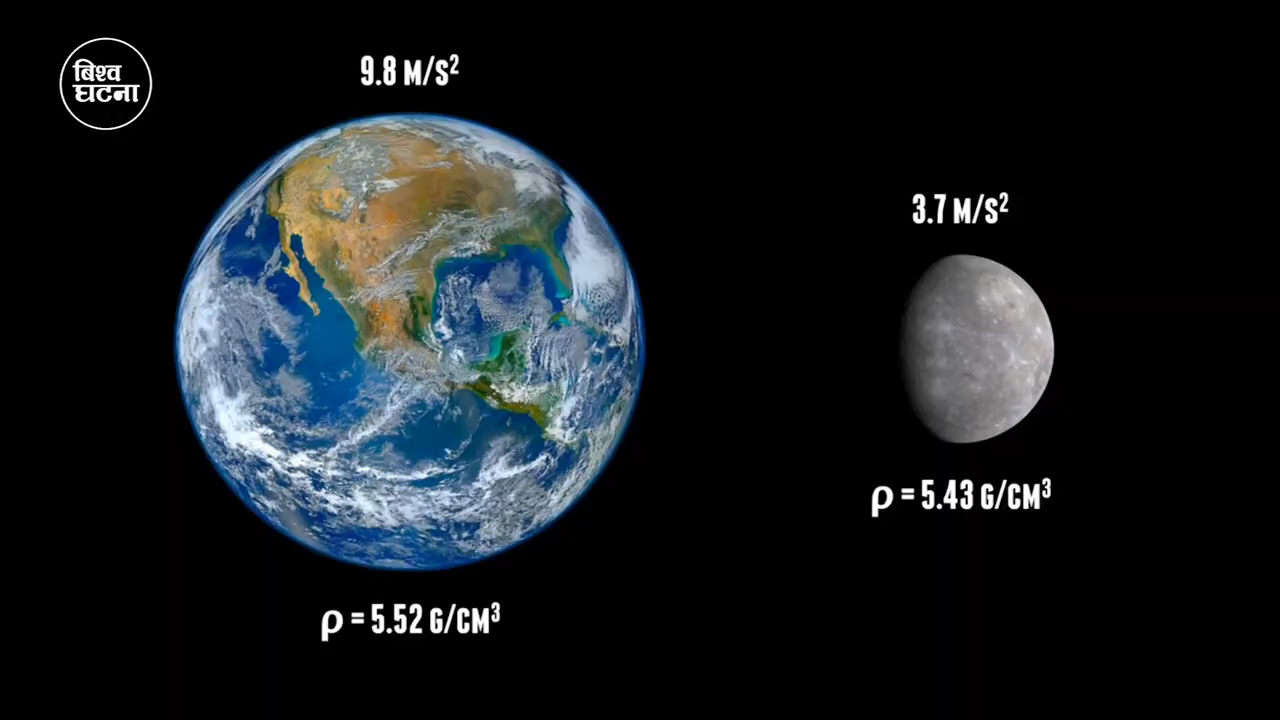 बिश्व
घटना
9.8 M/S²
3.7 M/S²
ρ = 5.43 G/CM³
ρ = 5.52 G/CM³